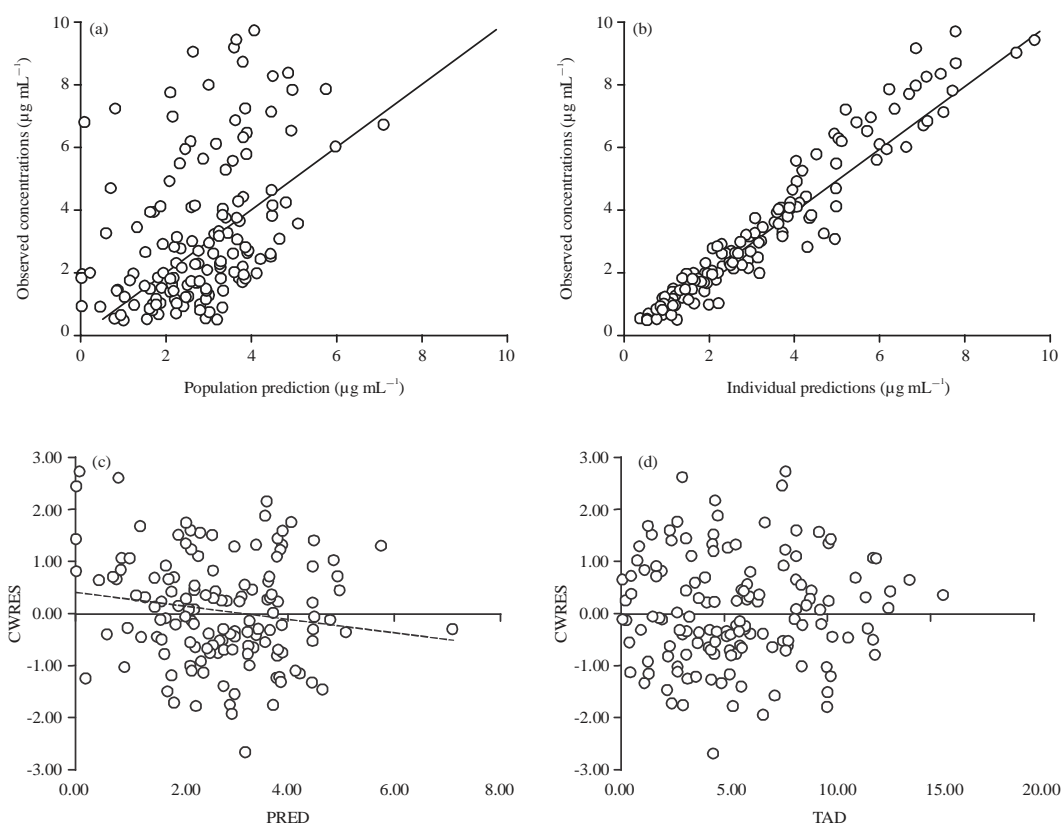 (a)
Observed concentrations (µg mL⁻¹)
10
8
6
4
2
0
0 2 4 6 8 10
Population prediction (µg mL⁻¹)
(b)
Observed concentrations (µg mL⁻¹)
10
8
6
4
2
0
0 2 4 6 8 10
Individual predictions (µg mL⁻¹)
(c)
CWRES
3.00
2.00
1.00
0.00
-1.00
-2.00
-3.00
0.00 2.00 4.00 6.00 8.00
PRED
(d)
CWRES
3.00
2.00
1.00
0.00
-1.00
-2.00
-3.00
0.00 5.00 10.00 15.00 20.00
TAD